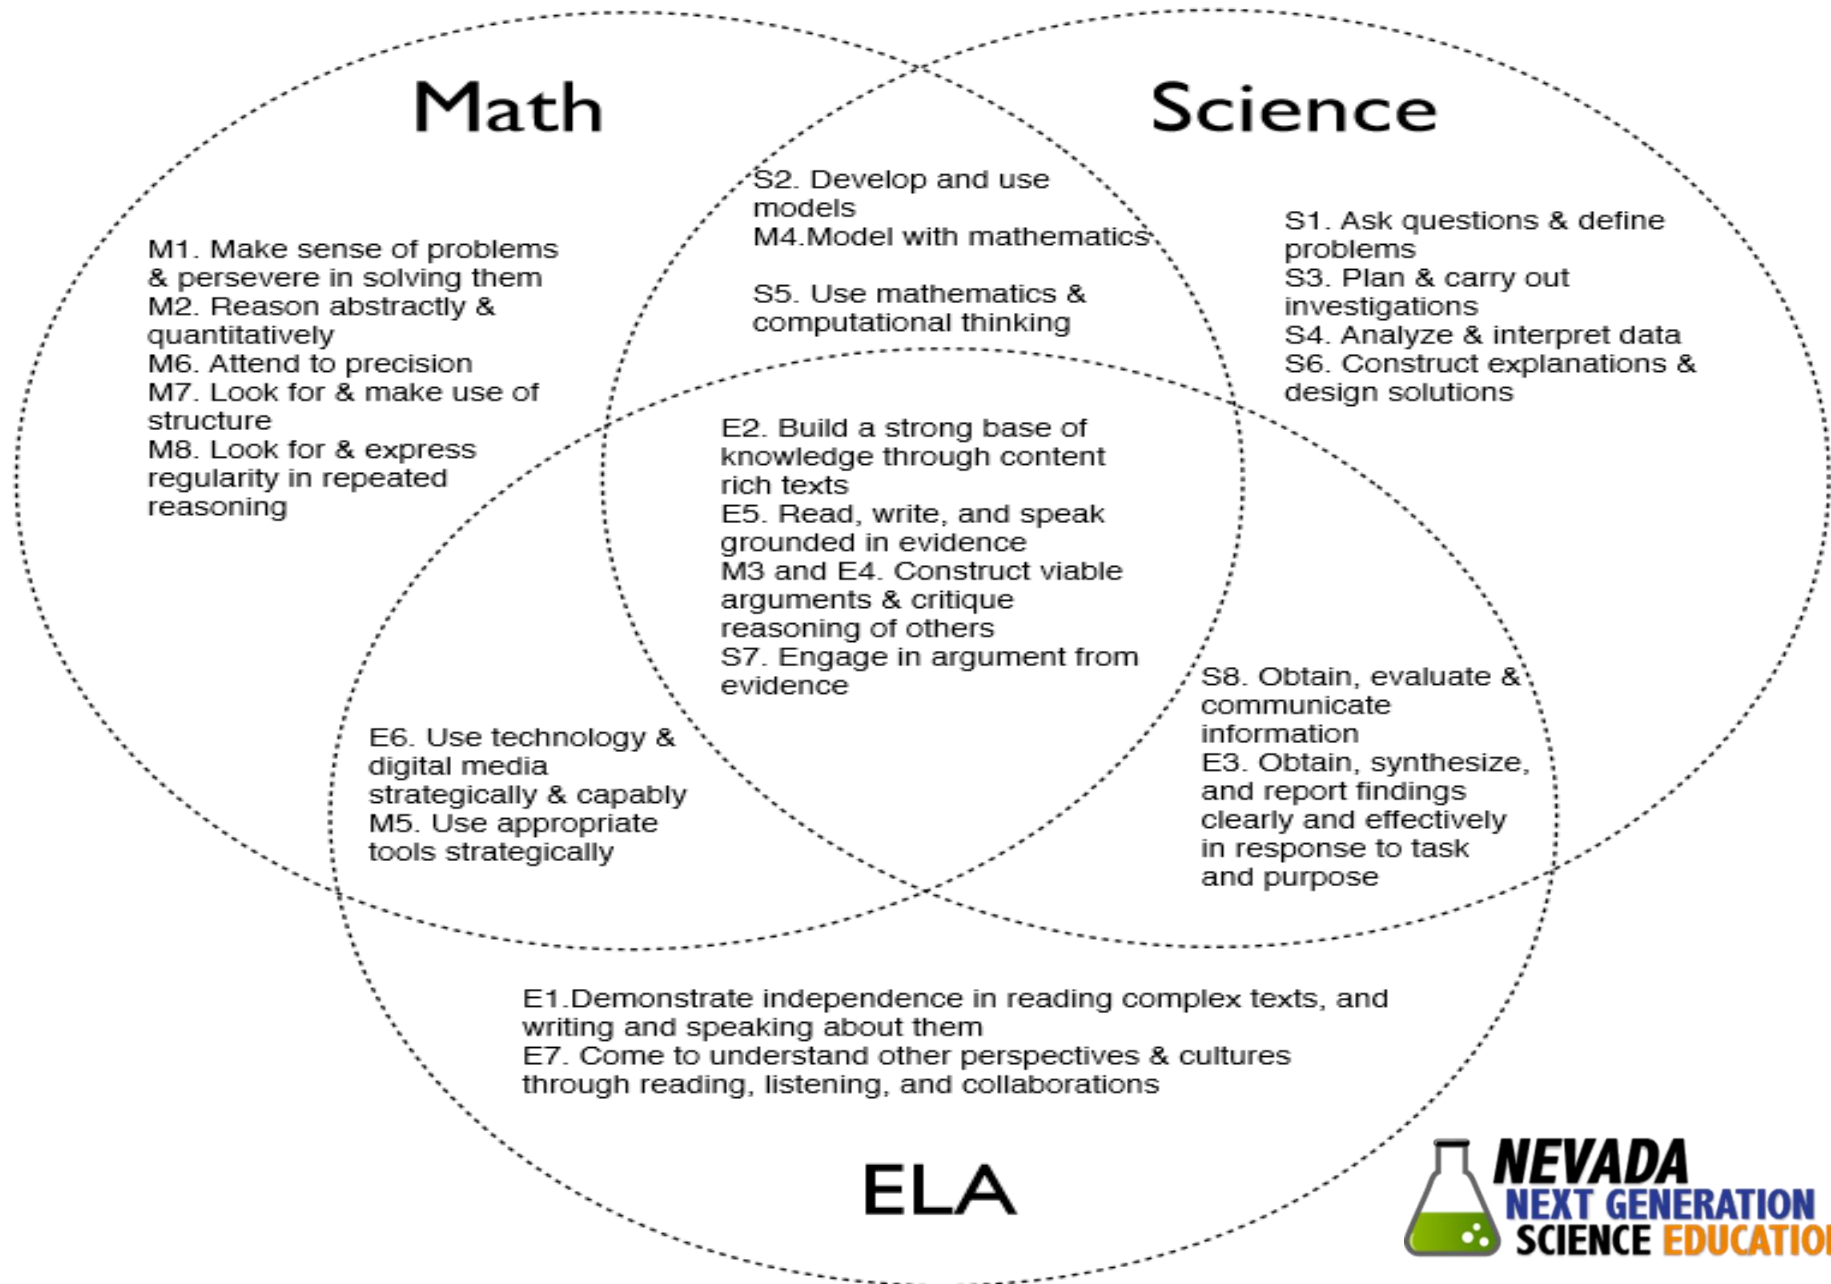 Math
Science
S2. Develop and use
models
M4.Model with mathematics
S5. Use mathematics &
computational thinking
M1. Make sense of problems
& persevere in solving them
M2. Reason abstractly &
quantitatively
M6. Attend to precision
M7. Look for & make use of
structure
M8. Look for & express
regularity in repeated
reasoning
S1. Ask questions & define
problems
S3. Plan & carry out
investigations
S4. Analyze & interpret data
S6. Construct explanations &
design solutions
E2. Build a strong base of
knowledge through content
rich texts
E5. Read, write, and speak
grounded in evidence
M3 and E4. Construct viable
arguments & critique
reasoning of others
S7. Engage in argument from
evidence
E6. Use technology &
digital media
strategically & capably
M5. Use appropriate
tools strategically
S8. Obtain, evaluate &
communicate
information
E3. Obtain, synthesize,
and report findings
clearly and effectively
in response to task
and purpose
E1.Demonstrate independence in reading complex texts, and
writing and speaking about them
E7. Come to understand other perspectives & cultures
through reading, listening, and collaborations
ELA
NEVADA
NEXT GENERATION
SCIENCE EDUCATIO